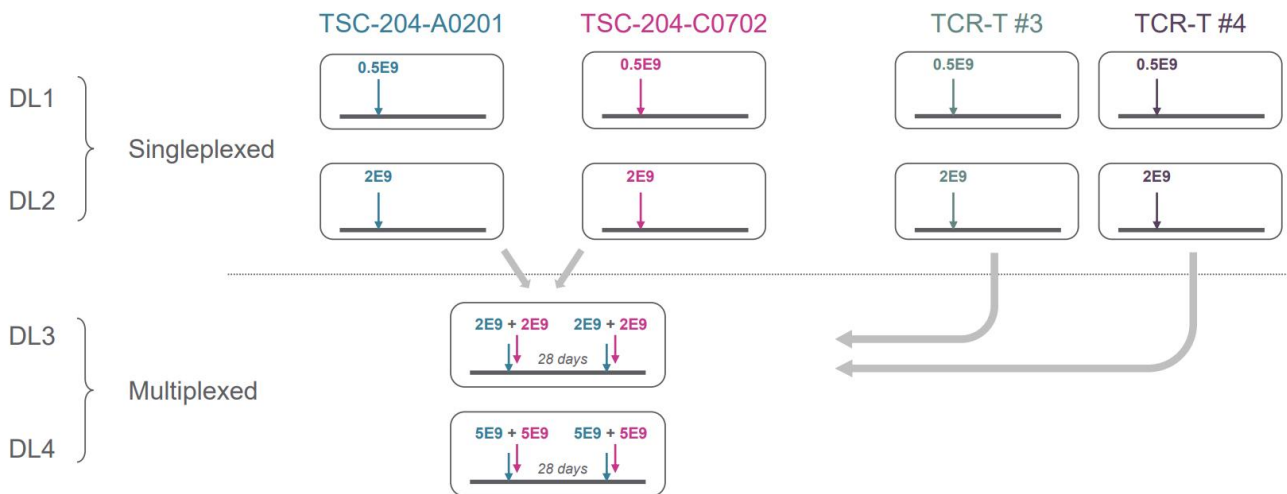 TSC-204-A0201 TSC-204-C0702 TCR-T #3 TCR-T #4
DL1 0.5E9 0.5E9 0.5E9 0.5E9
Singleplexed
DL2 2E9 2E9 2E9 2E9
DL3 2E9 + 2E9 2E9 + 2E9
28 days
Multiplexed
DL4 5E9 + 5E9 5E9 + 5E9
28 days